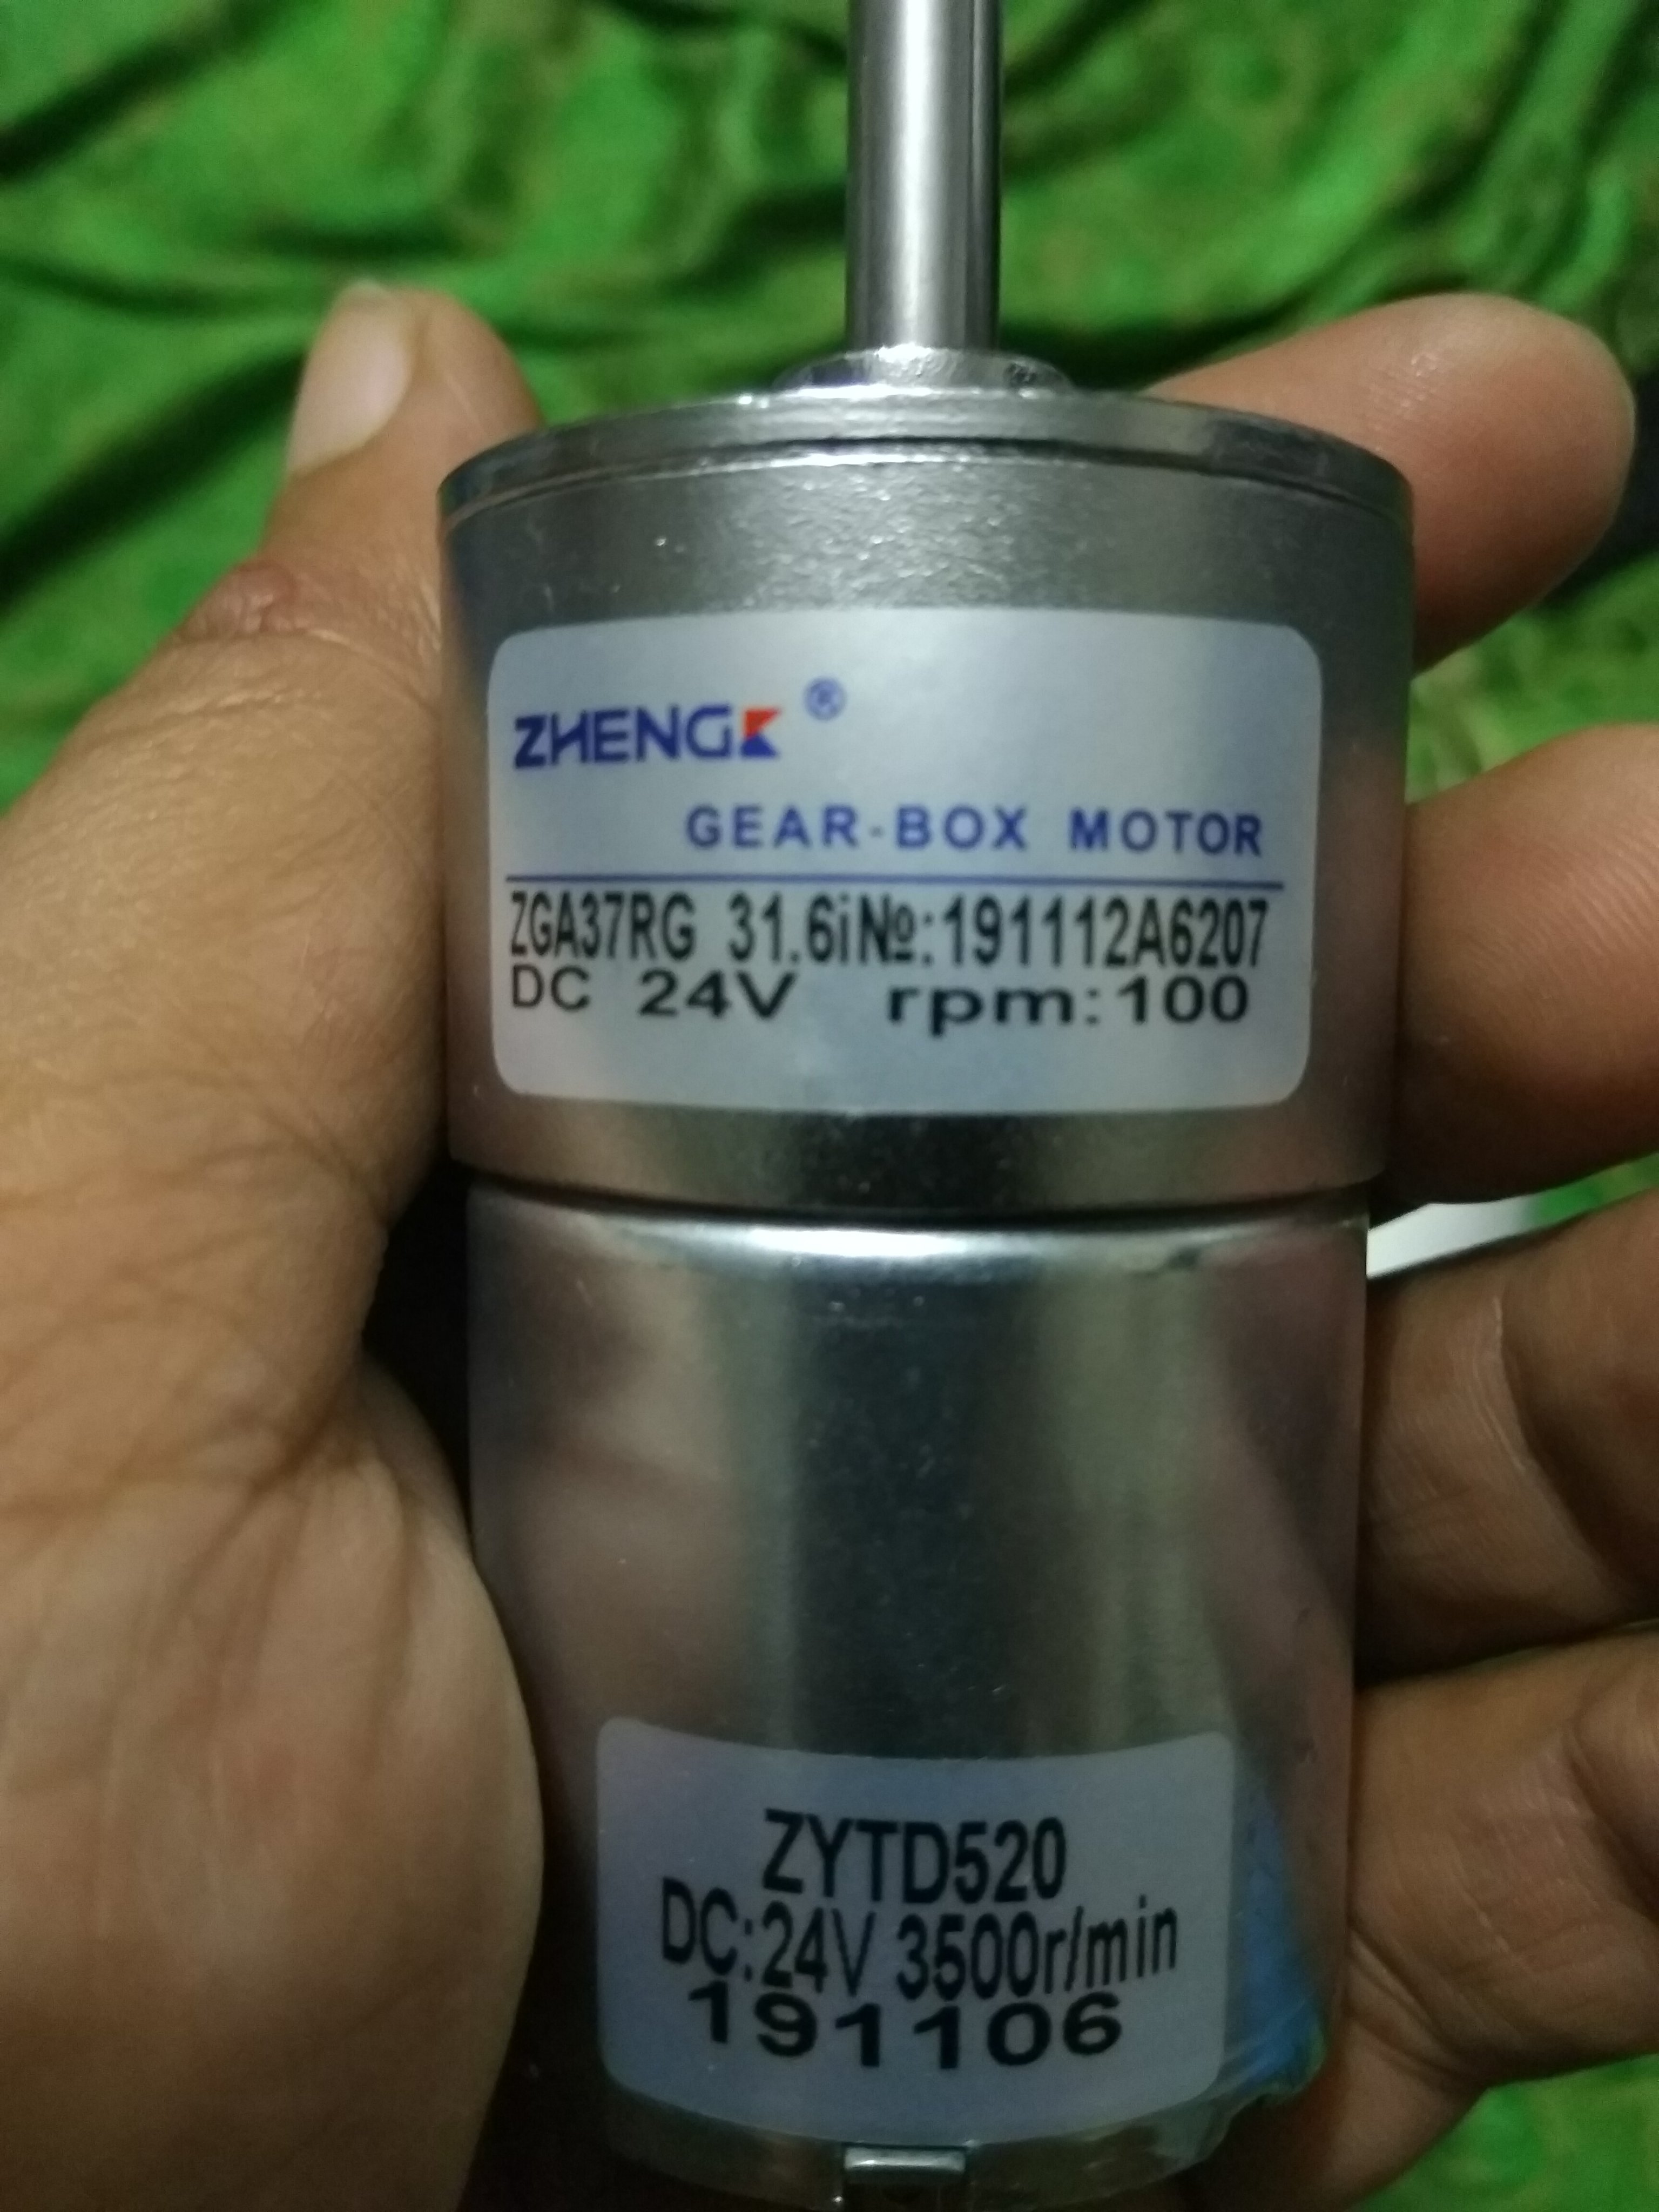 ZHENGK ®
GEAR-BOX MOTOR
ZGA37RG 31.6i№:191112A6207
DC 24V rpm:100
ZYTD520
DC:24V 3500r/min
191106